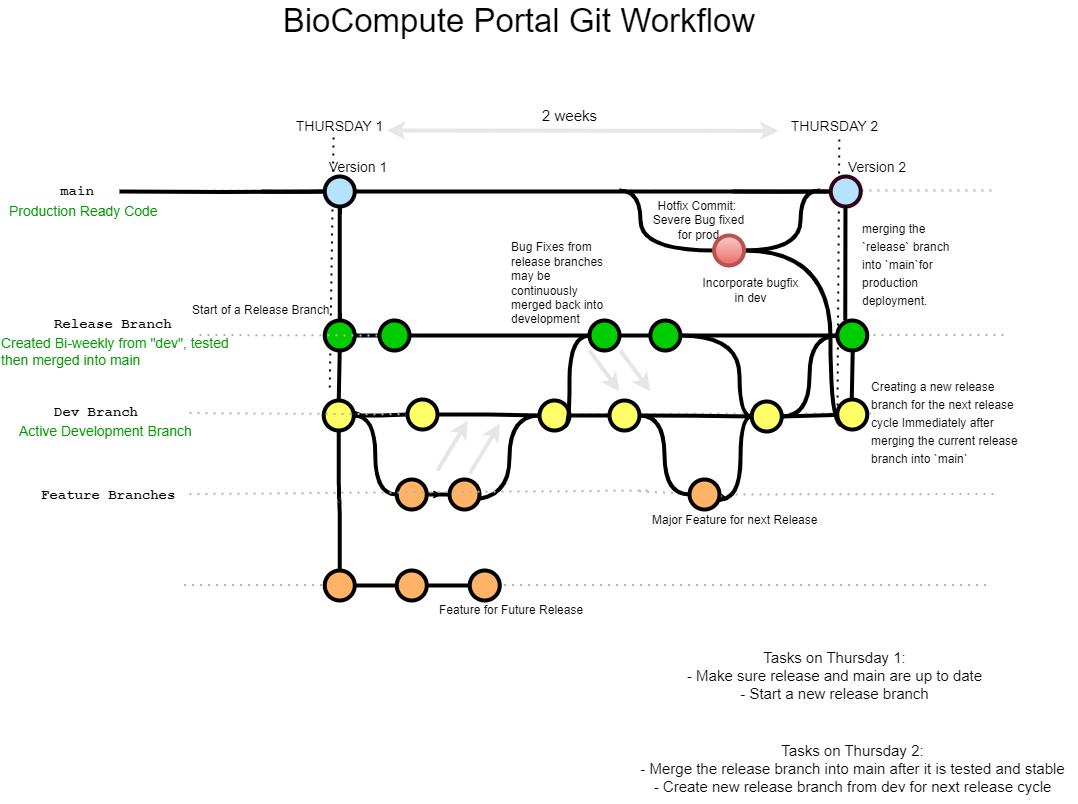 BioCompute Portal Git Workflow
2 weeks
THURSDAY 1
THURSDAY 2
Version 1
Version 2
main
Production Ready Code
Hotfix Commit:
Severe Bug fixed
for prod
merging the
`release` branch
into `main`for
production
deployment.
Bug Fixes from
release branches
may be
continuously
merged back into
development
Incorporate bugfix
in dev
Start of a Release Branch
Release Branch
Created Bi-weekly from "dev", tested
then merged into main
Dev Branch
Active Development Branch
Creating a new release
branch for the next release
cycle Immediately after
merging the current release
branch into `main`
Feature Branches
Major Feature for next Release
Feature for Future Release
Tasks on Thursday 1:
- Make sure release and main are up to date
- Start a new release branch
Tasks on Thursday 2:
- Merge the release branch into main after it is tested and stable
- Create new release branch from dev for next release cycle